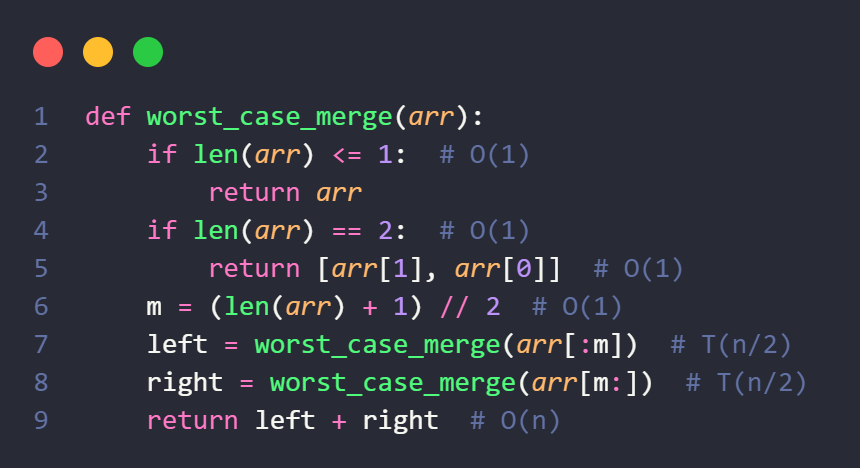 1 def worst_case_merge(arr):
2     if len(arr) <= 1:  # O(1)
3         return arr
4     if len(arr) == 2:  # O(1)
5         return [arr[1], arr[0]]  # O(1)
6     m = (len(arr) + 1) // 2  # O(1)
7     left = worst_case_merge(arr[:m])  # T(n/2)
8     right = worst_case_merge(arr[m:])  # T(n/2)
9     return left + right  # O(n)